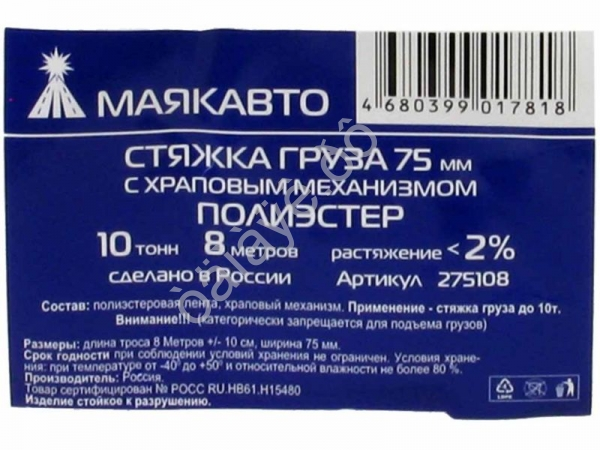 МАЯКАВТО
4 680399 017818
СТЯЖКА ГРУЗА 75 мм
С ХРАПОВЫМ МЕХАНИЗМОМ
ПОЛИЭСТЕР
10 тонн 8 метров растяжение <2%
сделано в России Артикул 275108
Состав: полиэстеровая лента, храповый механизм. Применение - стяжка груза до 10т.
Внимание!!! (категорически запрещается для подъема грузов)
Размеры: длина троса 8 Метров +/- 10 см, ширина 75 мм.
Срок годности при соблюдении условий хранения не ограничен. Условия хране-
ния: при температуре от -40° до +50° и относительной влажности не более 80 %.
Производитель: Россия.
Товар сертифицирован № РОСС RU.НВ61.Н15480
Изделие стойкое к разрушению.